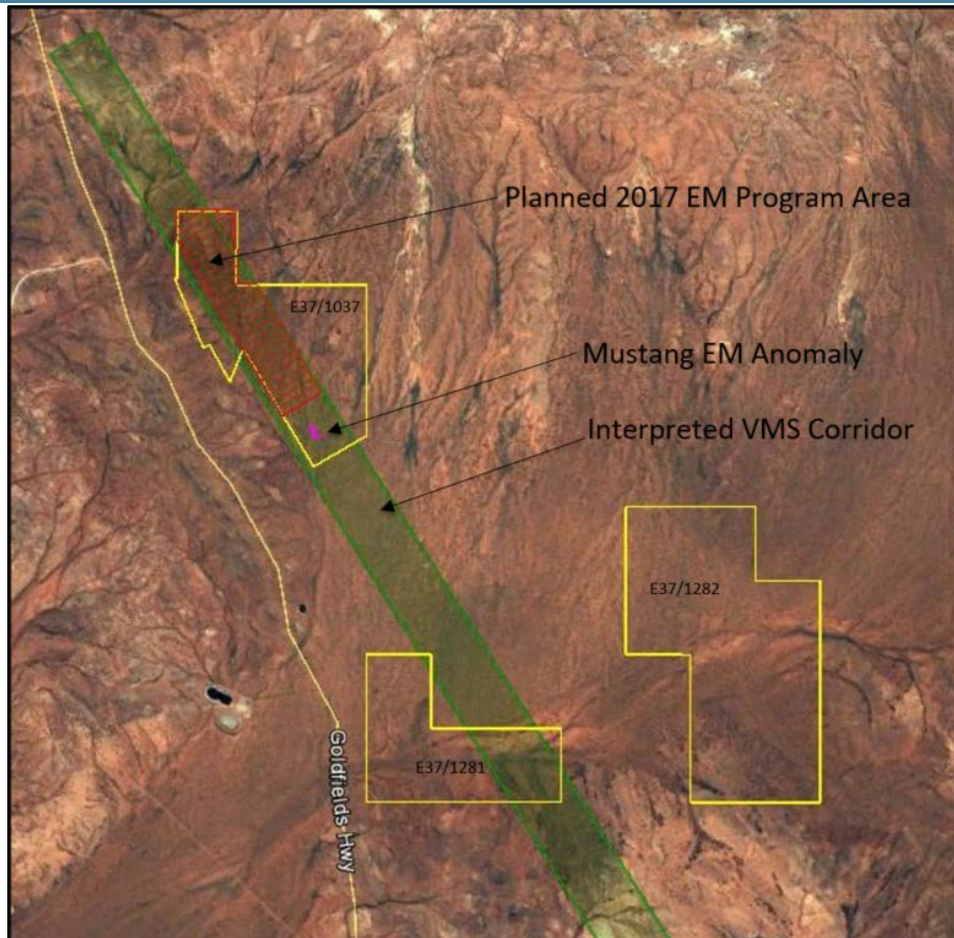 Planned 2017 EM Program Area
E37/1037
Mustang EM Anomaly
Interpreted VMS Corridor
E37/1282
E37/1281
Goldfields Hwy